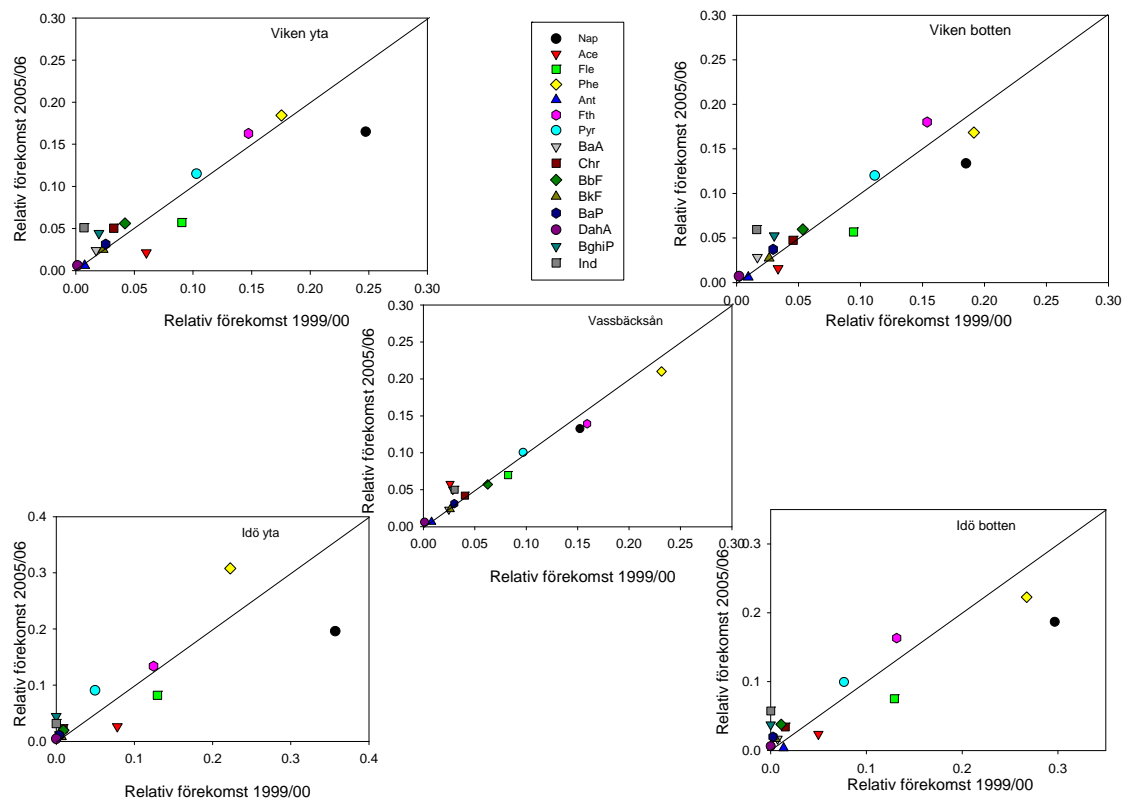 Viken yta
Relativ förekomst 2005/06
0.30
0.25
0.20
0.15
0.10
0.05
0.00
0.00 0.05 0.10 0.15 0.20 0.25 0.30
Relativ förekomst 1999/00
Nap
Ace
Fle
Phe
Ant
Fth
Pyr
BaA
Chr
BbF
BkF
BaP
DahA
BghiP
Ind
Viken botten
Relativ förekomst 2005/06
0.30
0.25
0.20
0.15
0.10
0.05
0.00
0.00 0.05 0.10 0.15 0.20 0.25 0.30
Relativ förekomst 1999/00
Vassbäcksån
Relativ förekomst 2005/06
0.30
0.25
0.20
0.15
0.10
0.05
0.00
0.00 0.05 0.10 0.15 0.20 0.25 0.30
Relativ förekomst 1999/00
Idö yta
Relativ förekomst 2005/06
0.4
0.3
0.2
0.1
0.0
0.0 0.1 0.2 0.3 0.4
Relativ förekomst 1999/00
Idö botten
Relativ förekomst 2005/06
0.3
0.2
0.1
0.0
0.0 0.1 0.2 0.3
Relativ förekomst 1999/00